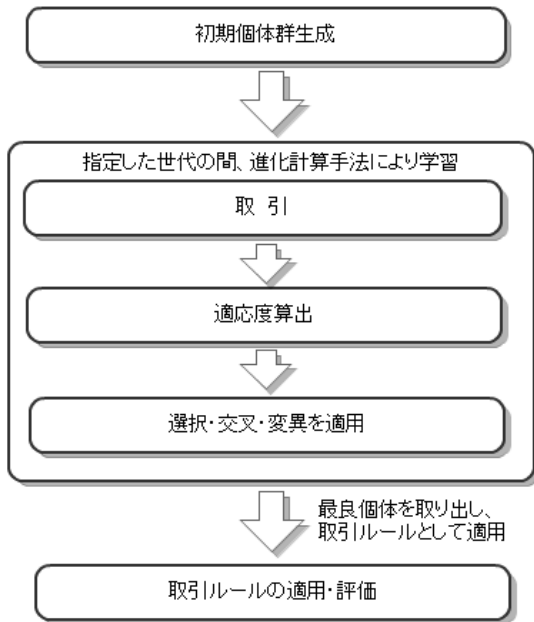 初期個体群生成
指定した世代の間、進化計算手法により学習
取 引
適応度算出
選択・交叉・変異を適用
最良個体を取り出し、
取引ルールとして適用
取引ルールの適用・評価